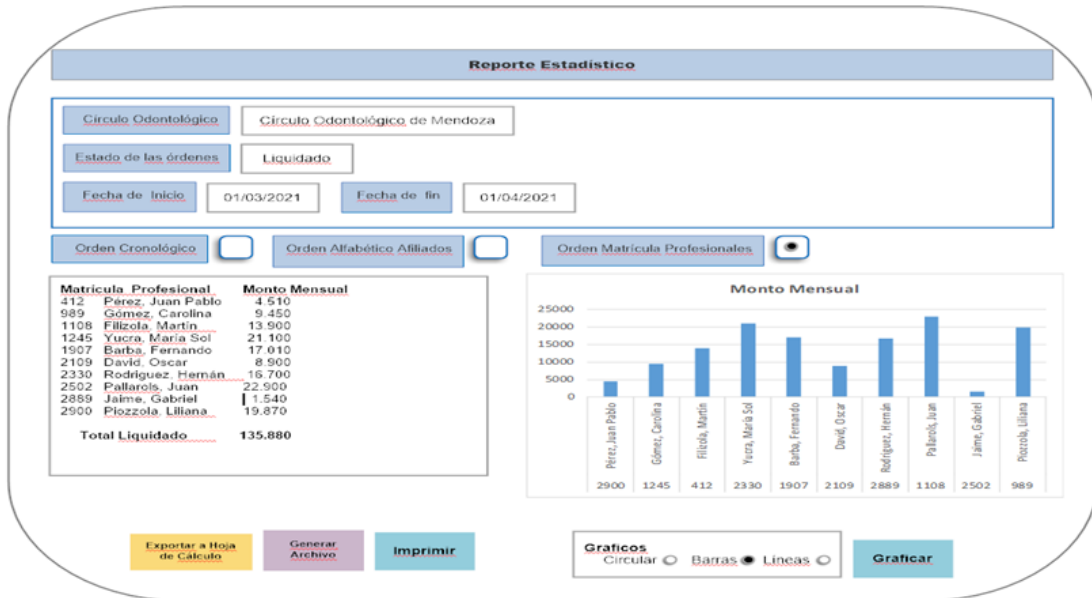 Reporte Estadístico
Círculo Odontológico Círculo Odontológico de Mendoza
Estado de las órdenes Liquidado
Fecha de Inicio 01/03/2021 Fecha de fin 01/04/2021
Orden Cronológico Orden Alfabético Afiliados Orden Matrícula Profesionales
Matricula Profesional Monto Mensual
412 Pérez, Juan Pablo 4.510
989 Gómez, Carolina 9.450
1108 Filizola, Martín 13.900
1245 Yucra, María Sol 21.100
1907 Barba, Fernando 17.010
2109 David, Oscar 8.900
2330 Rodriguez, Hernán 16.700
2502 Pallarols, Juan 22.900
2889 Jaime, Gabriel 1.540
2900 Piozzola, Liliana 19.870
Total Liquidado 135.880
Monto Mensual
25000
20000
15000
10000
5000
0
Pérez, Juan Pablo Gómez, Carolina Filizola, Martín Yucra, María Sol Barba, Fernando David, Oscar Rodriguez, Hernán Pallarols, Juan Jaime, Gabriel Piozzola, Liliana
2900 1245 412 2330 1907 2109 2889 1108 2502 989
Exportar a Hoja
de Cálculo
Generar
Archivo
Imprimir
Graficos
Circular Barras Lineas
Graficar